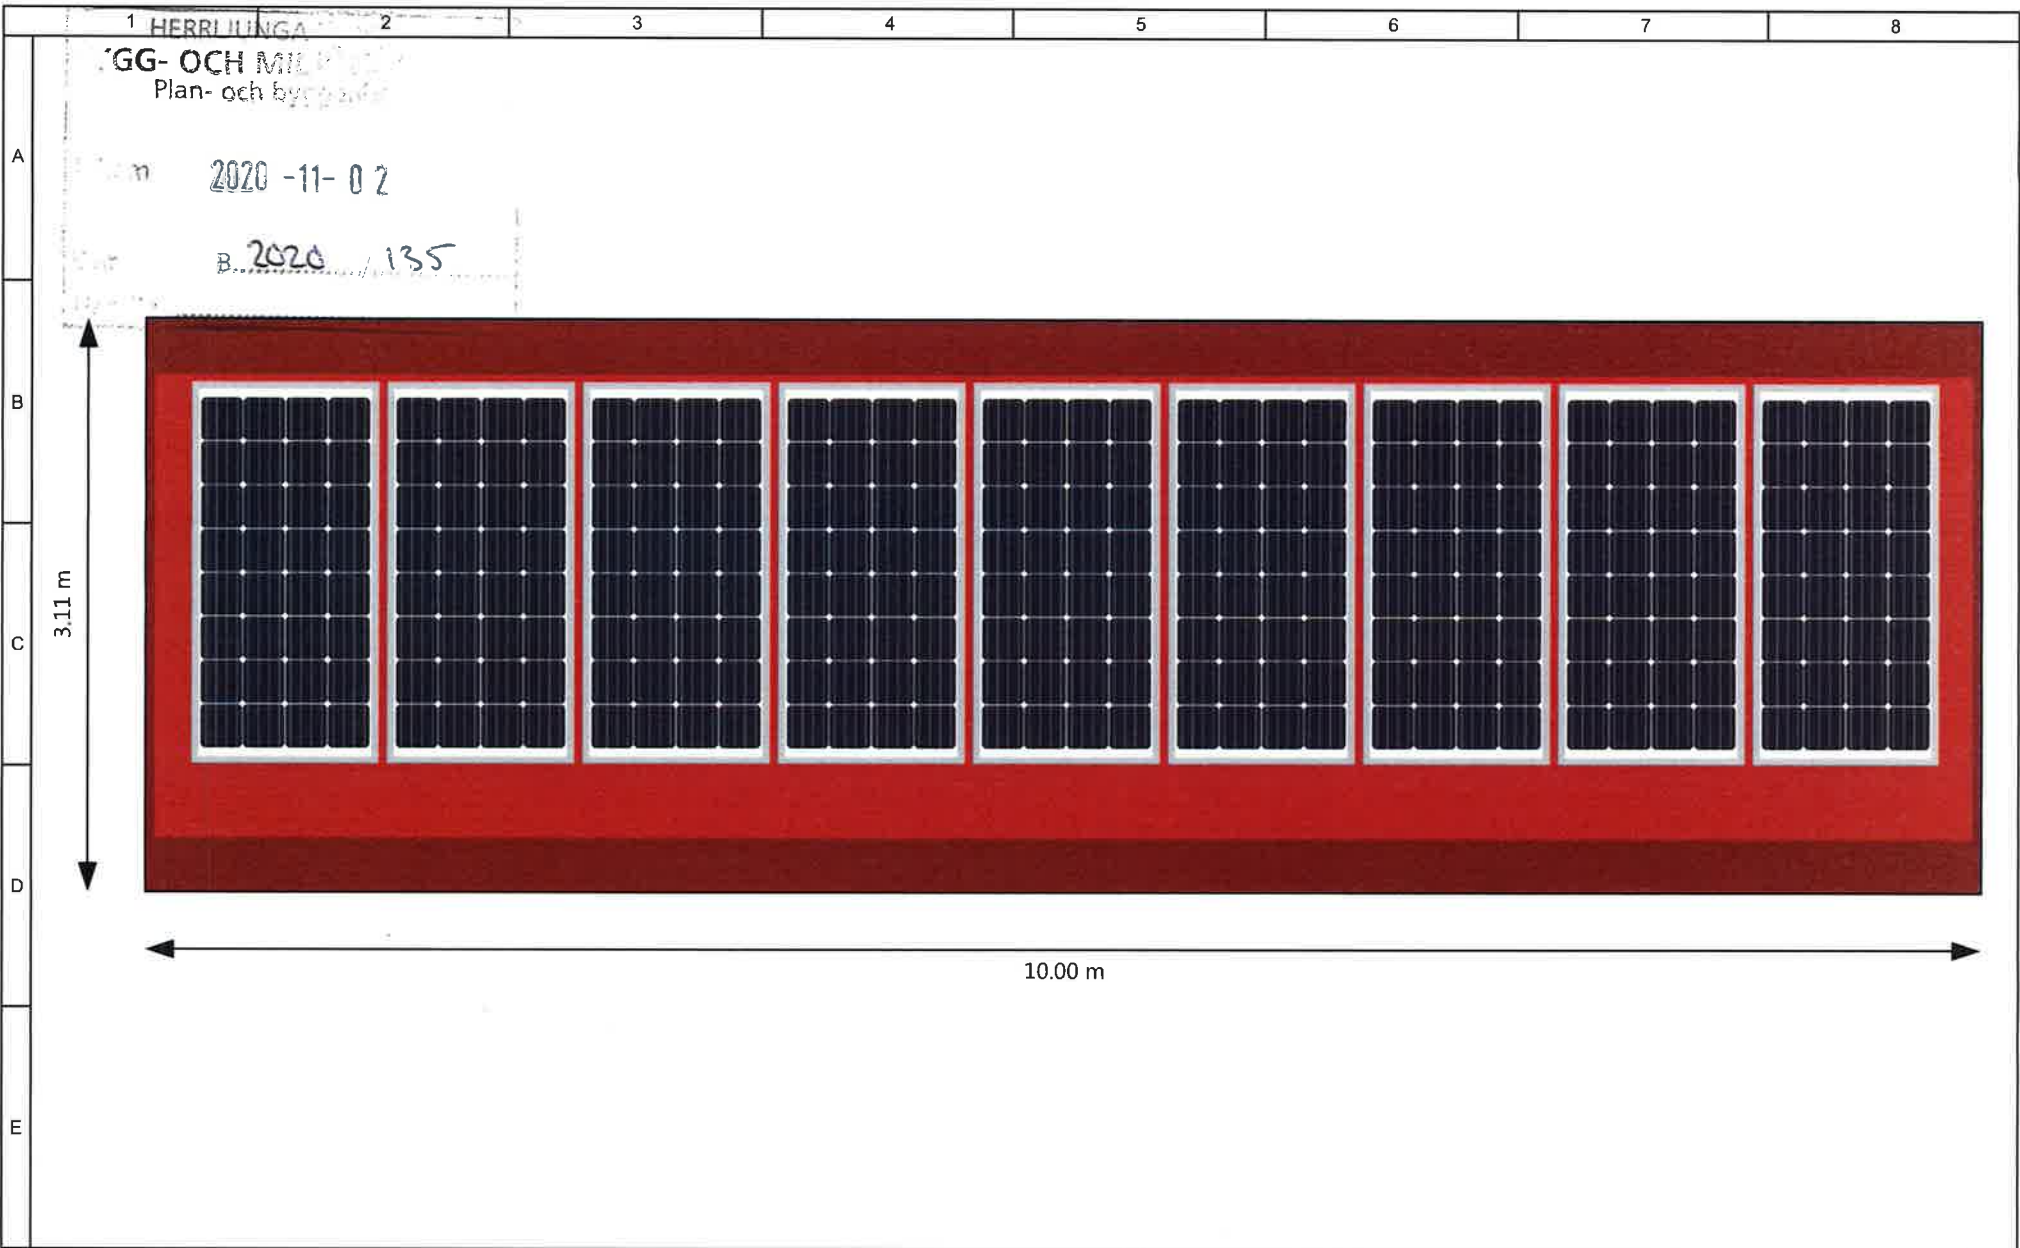 1 2 3 4 5 6 7 8
HERRLJUNGA
GG- OCH
Plan- och
2020 -11- 0 2
B. 2020 / 135
A
B
C
D
E
3.11 m
10.00 m